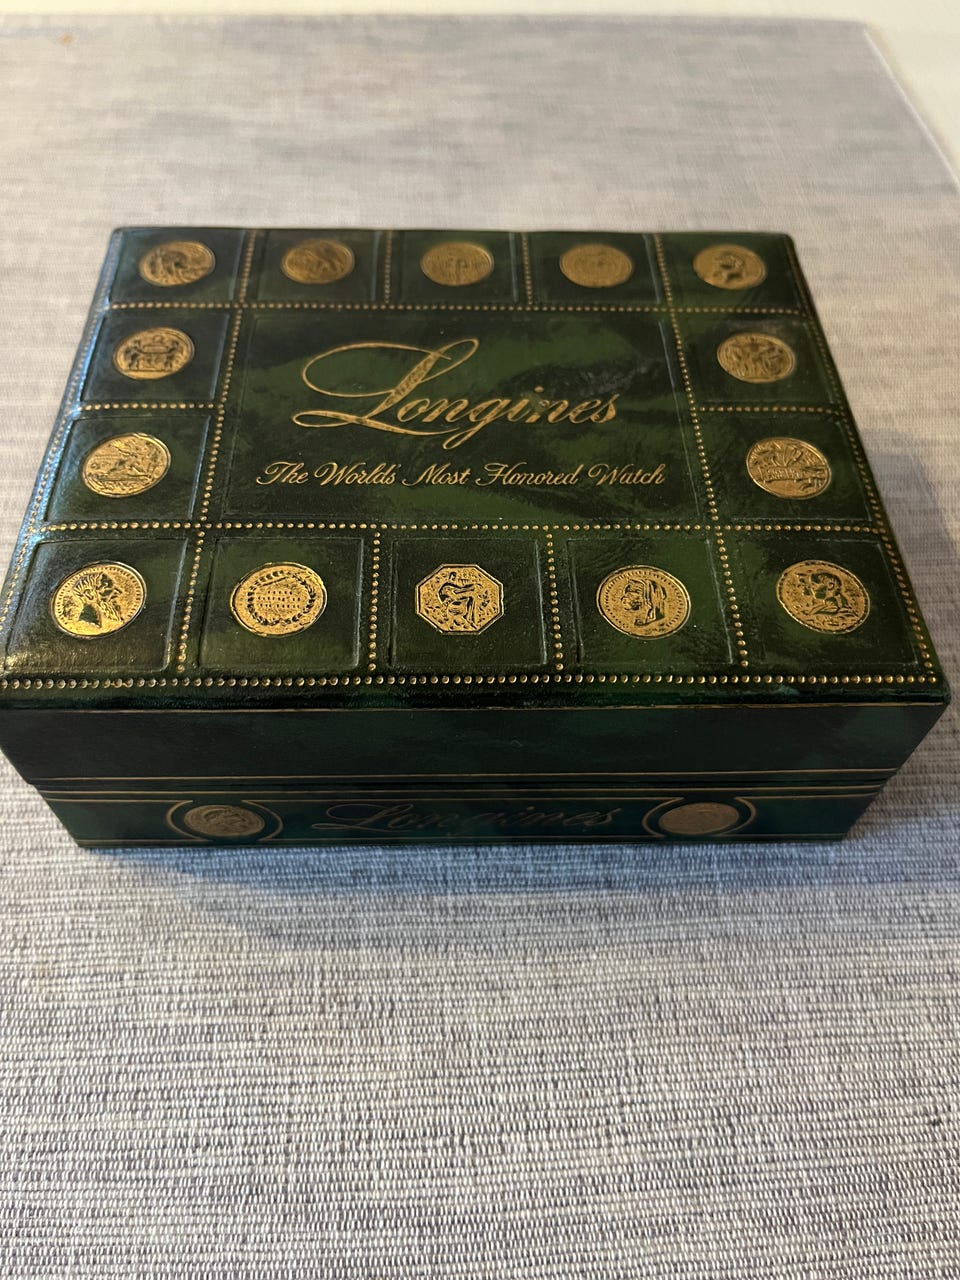 Longines
The World's Most Honored Watch
Longines